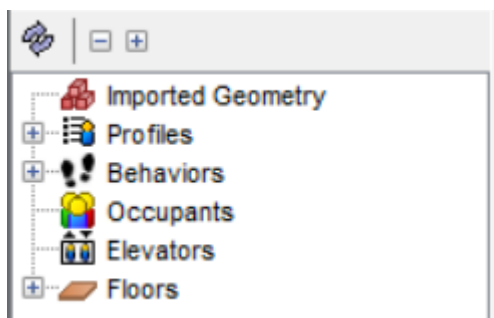 Imported Geometry
Profiles
Behaviors
Occupants
Elevators
Floors